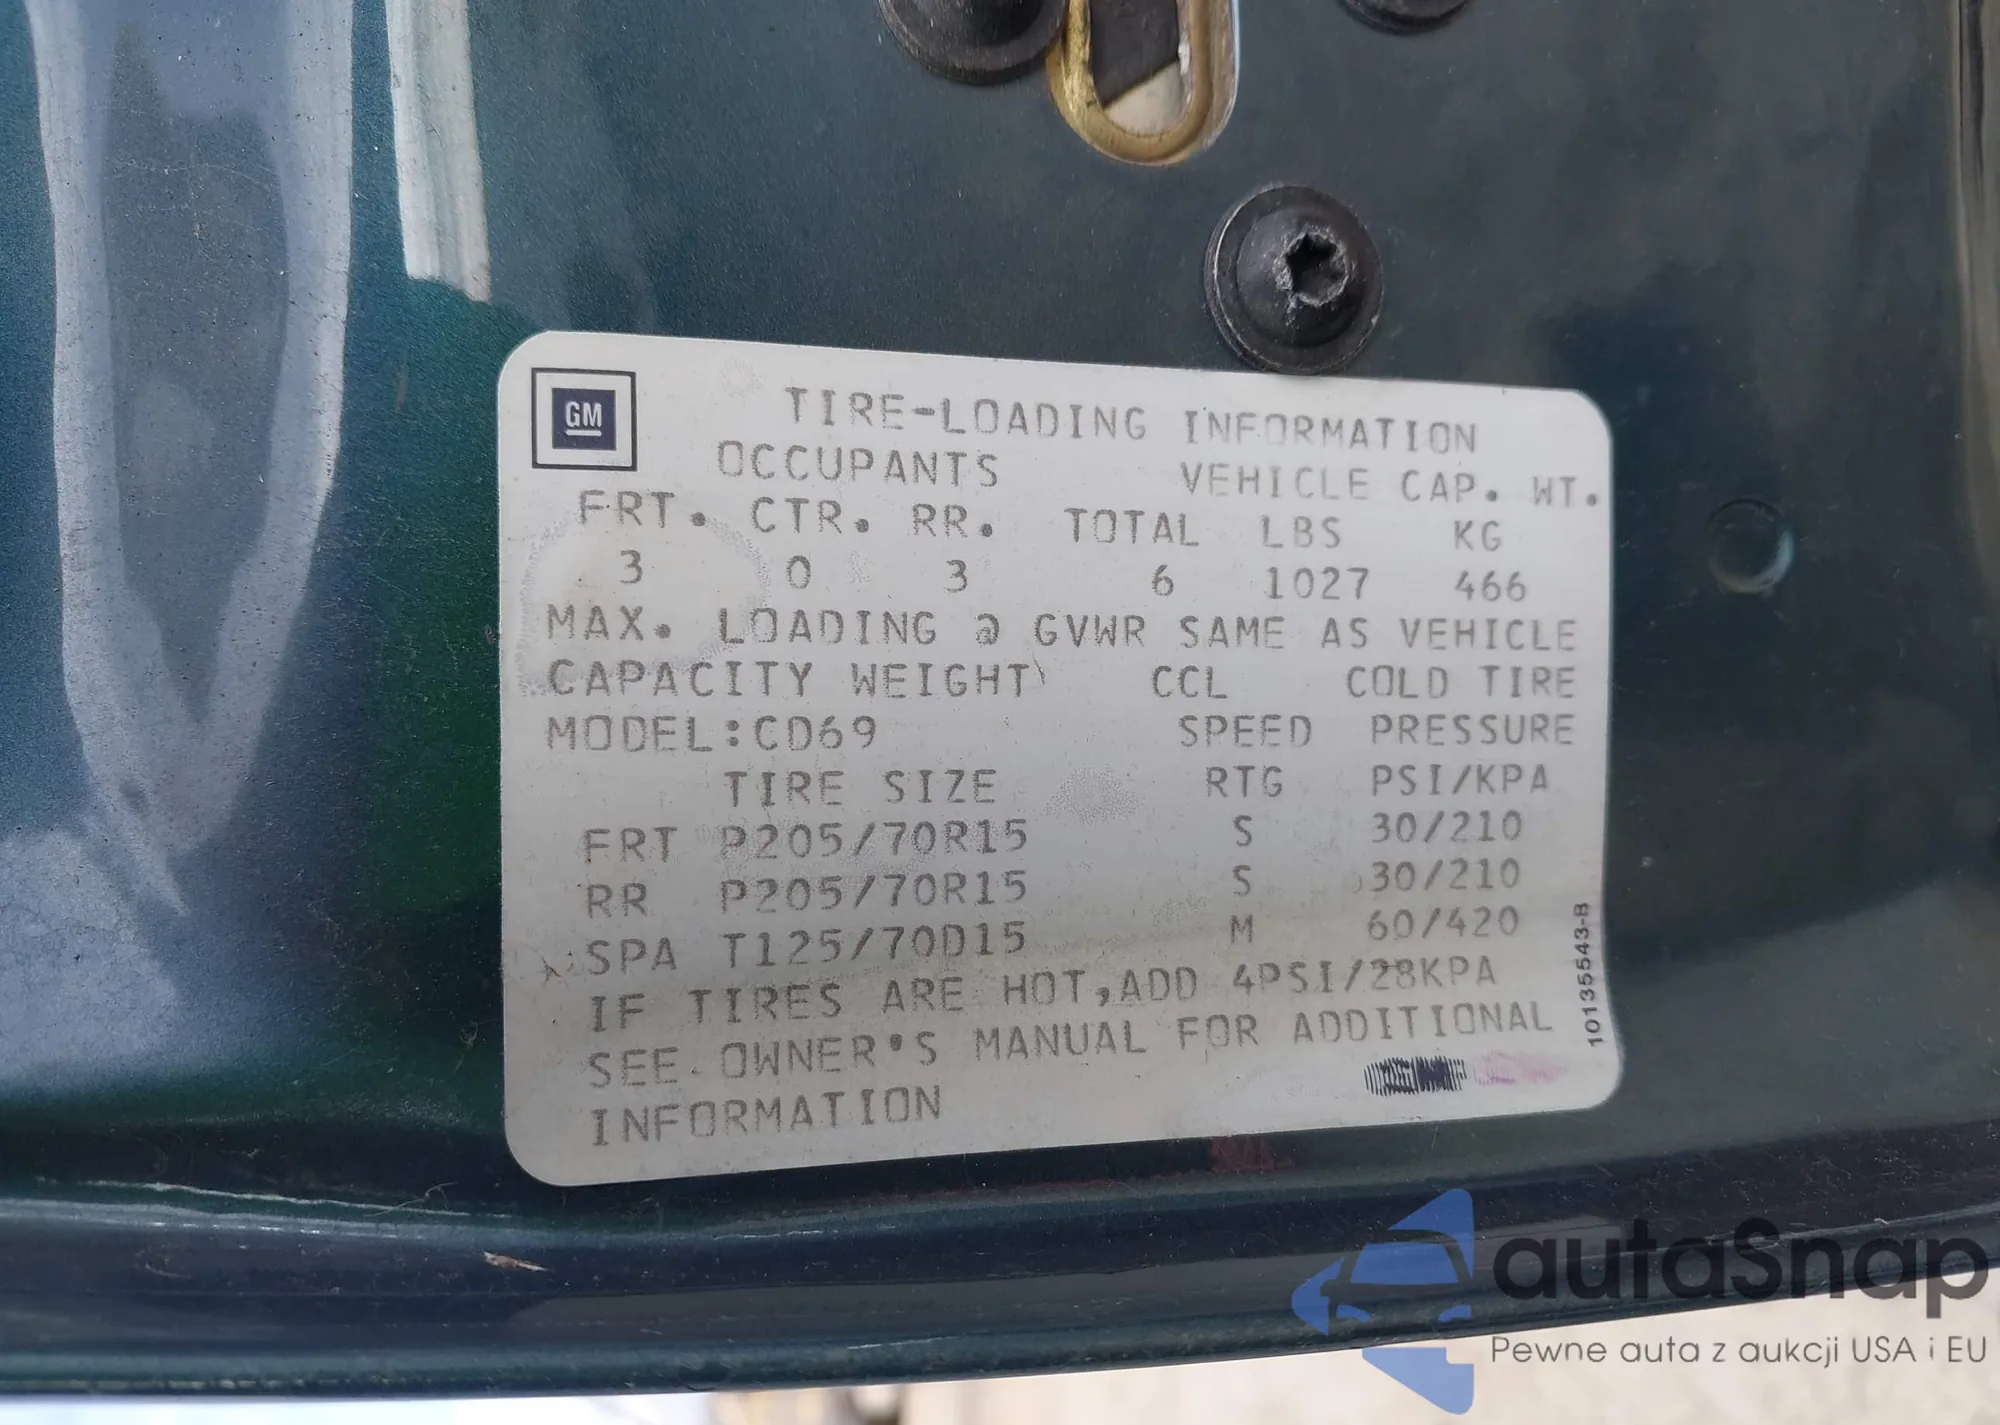 GM
TIRE-LOADING INFORMATION
OCCUPANTS VEHICLE CAP. WT.
FRT. CTR. RR. TOTAL LBS KG
3 0 3 6 1027 466
MAX. LOADING @ GVWR SAME AS VEHICLE
CAPACITY WEIGHT CCL COLD TIRE
MODEL:CD69 SPEED PRESSURE
TIRE SIZE RTG PSI/KPA
FRT P205/70R15 S 30/210
RR P205/70R15 S 30/210
SPA T125/70D15 M 60/420
IF TIRES ARE HOT,ADD 4PSI/28KPA
SEE OWNER'S MANUAL FOR ADDITIONAL
INFORMATION
10135543-B
autaSnap
Pewne auta z aukcji USA i EU